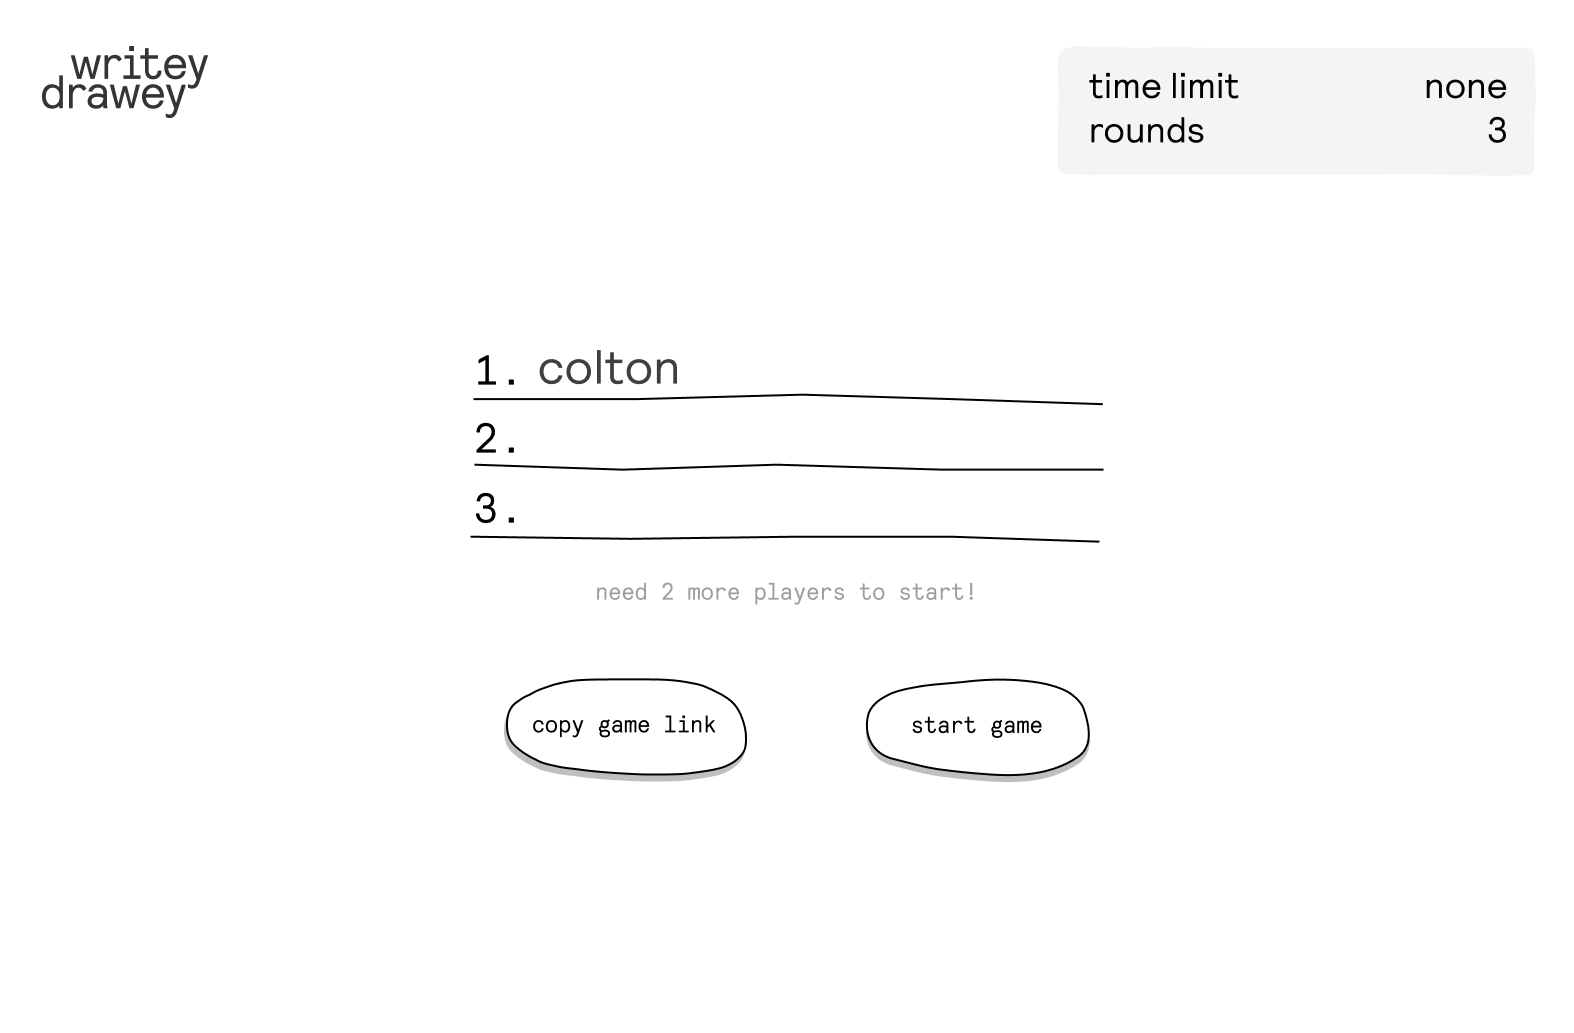 writey
drawey
time limit none
rounds 3
1. colton
2.
3.
need 2 more players to start!
copy game link
start game